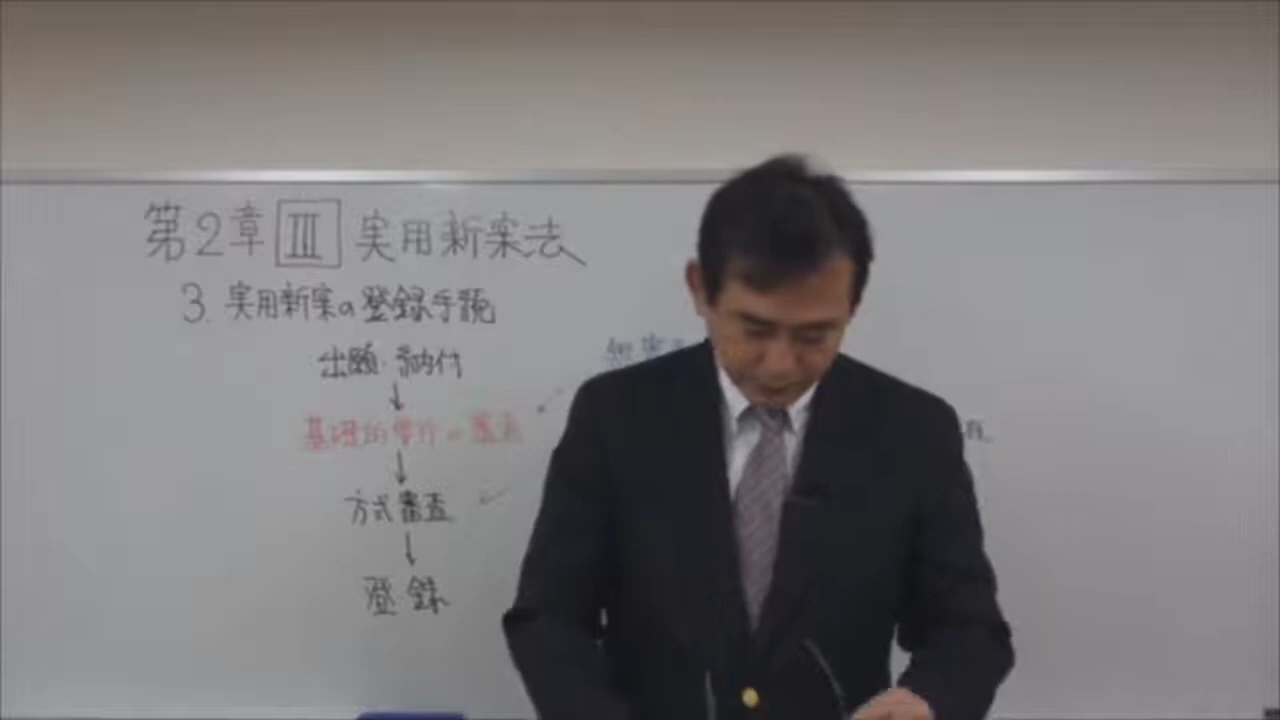 第2章 III 実用新案法
3. 実用新案の登録手続
出願・予納付
↓
基礎的要件の審査
↓
方式審査
↓
登録